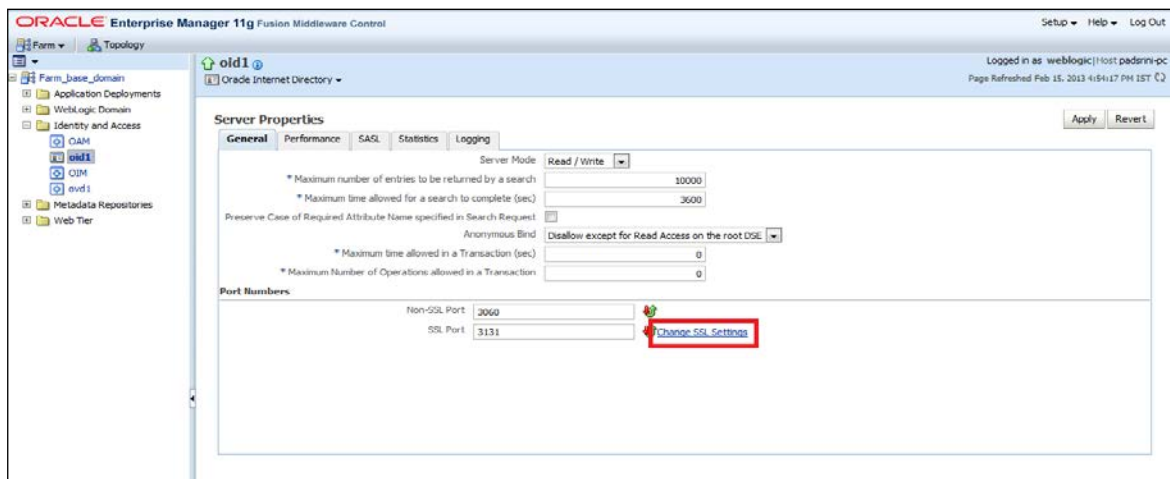 ORACLE Enterprise Manager 11g Fusion Middleware Control
Setup Help Log Out
Farm Topology
Farm_base_domain
Application Deployments
WebLogic Domain
Identity and Access
OAM
oid1
OIM
ovd1
Metadata Repositories
Web Tier
oid1
Oracle Internet Directory
Logged in as weblogic|Host padsrini-pc
Page Refreshed Feb 15, 2013 4:54:17 PM IST
Server Properties
Apply Revert
General Performance SASL Statistics Logging
Server Mode Read / Write
* Maximum number of entries to be returned by a search 10000
* Maximum time allowed for a search to complete (sec) 3600
Preserve Case of Required Attribute Name specified in Search Request
Anonymous Bind Disallow except for Read Access on the root DSE
* Maximum time allowed in a Transaction (sec) 0
* Maximum Number of Operations allowed in a Transaction 0
Port Numbers
Non-SSL Port 3060
SSL Port 3131 Change SSL Settings